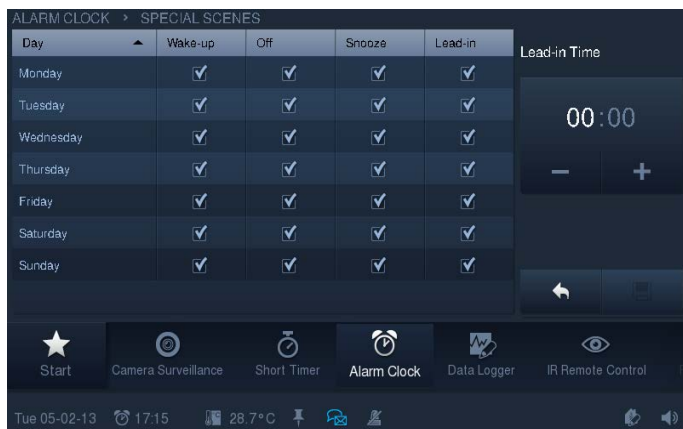 ALARM CLOCK > SPECIAL SCENES
Day Wake-up Off Snooze Lead-in
Lead-in Time
Monday
Tuesday
00:00
Wednesday
Thursday
Friday
Saturday
Sunday
Start Camera Surveillance Short Timer Alarm Clock Data Logger IR Remote Control
Tue 05-02-13 17:15 28.7°C